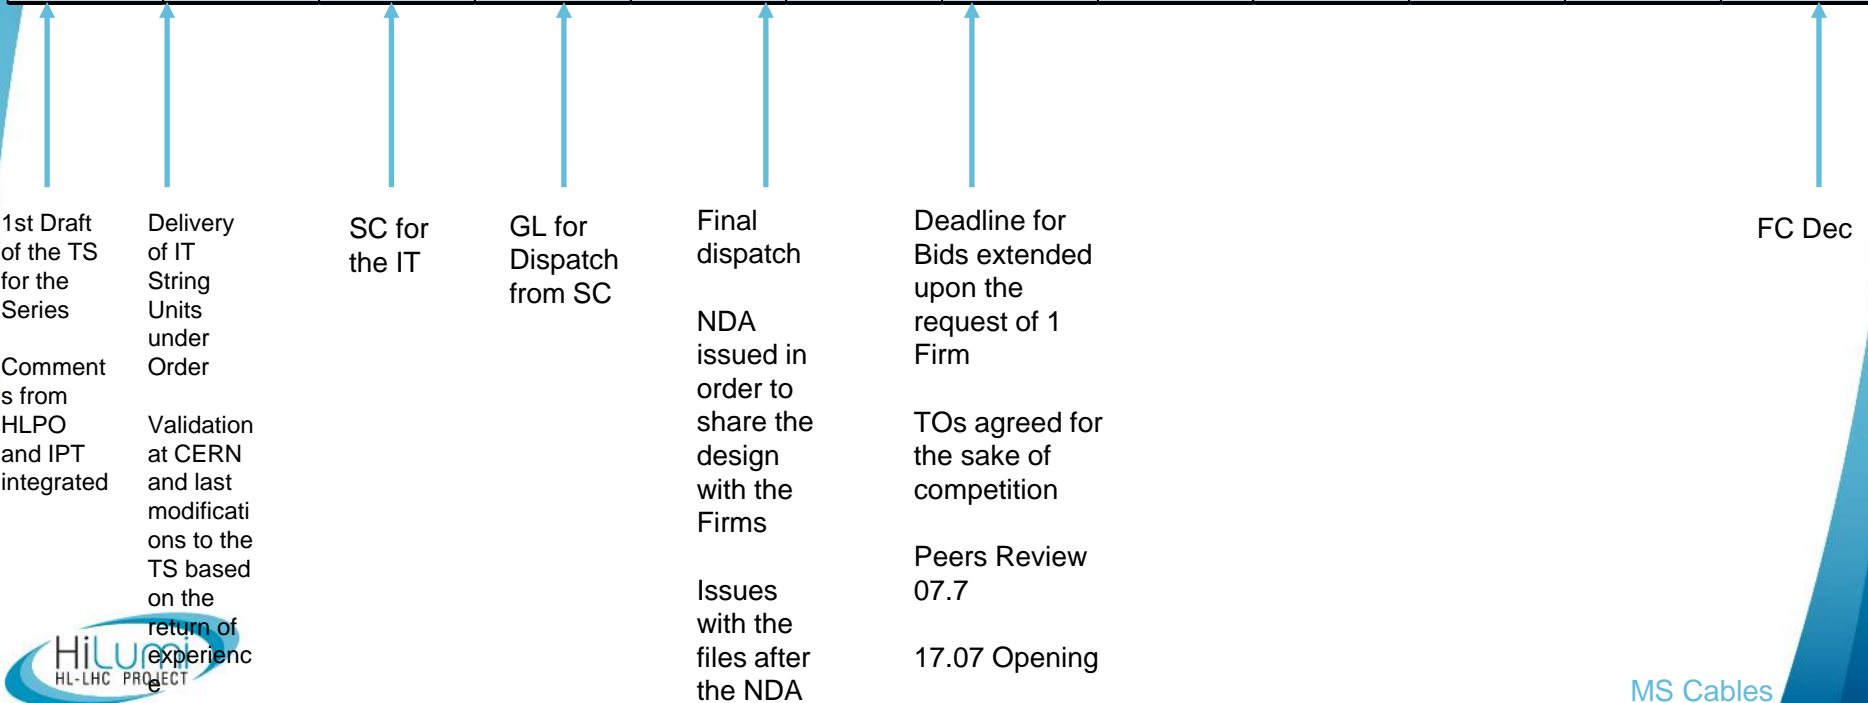 1st Draft
of the TS
for the
Series
Comment
s from
HLPO
and IPT
integrated
Delivery
of IT
String
Units
under
Order
Validation
at CERN
and last
modificati
ons to the
TS based
on the
return of
experienc
e
SC for
the IT
GL for
Dispatch
from SC
Final
dispatch
NDA
issued in
order to
share the
design
with the
Firms
Issues
with the
files after
the NDA
Deadline for
Bids extended
upon the
request of 1
Firm
TOs agreed for
the sake of
competition
Peers Review
07.7
17.07 Opening
FC Dec
HiLumi
HL-LHC PROJECT
MS Cables